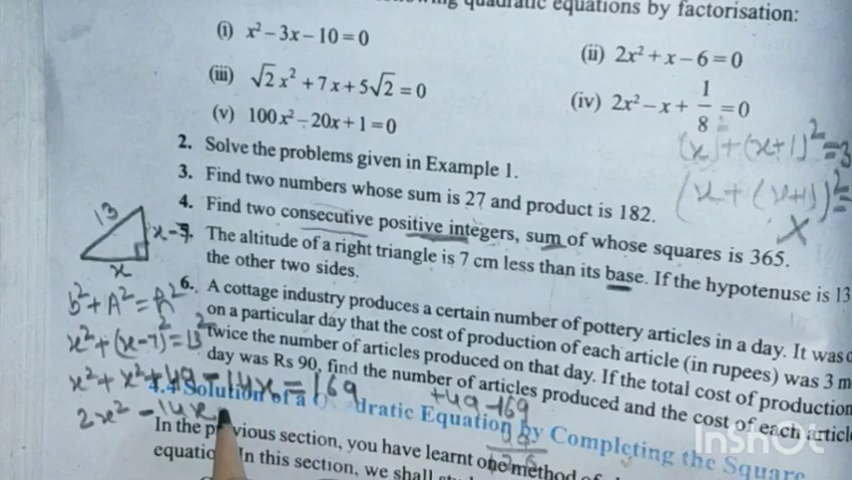 quadratic equations by factorisation:
(i) x² – 3x – 10 = 0
(ii) 2x² + x – 6 = 0
(iii) √2x² + 7x + 5√2 = 0
(iv) 2x² – x + 1/8 = 0
(v) 100x² – 20x + 1 = 0
2. Solve the problems given in Example 1.
3. Find two numbers whose sum is 27 and product is 182.
4. Find two consecutive positive integers, sum of whose squares is 365.
The altitude of a right triangle is 7 cm less than its base. If the hypotenuse is 13
the other two sides.
6. A cottage industry produces a certain number of pottery articles in a day. It was
on a particular day that the cost of production of each article (in rupees) was 3 m
twice the number of articles produced on that day. If the total cost of production
day was Rs 90, find the number of articles produced and the cost of each articl
4.4 Solution of a dratic Equation by Completing the Square
In the previous section, you have learnt one method of
In this section, we shall
(x)²+(x+1)²=3
(x+(x+1))²=
X
13
x-7
x
b²+A²=
x²+(x-7)²=13²
x²+x²+49-14x=169
2x²-14x
+49-169
InShOt